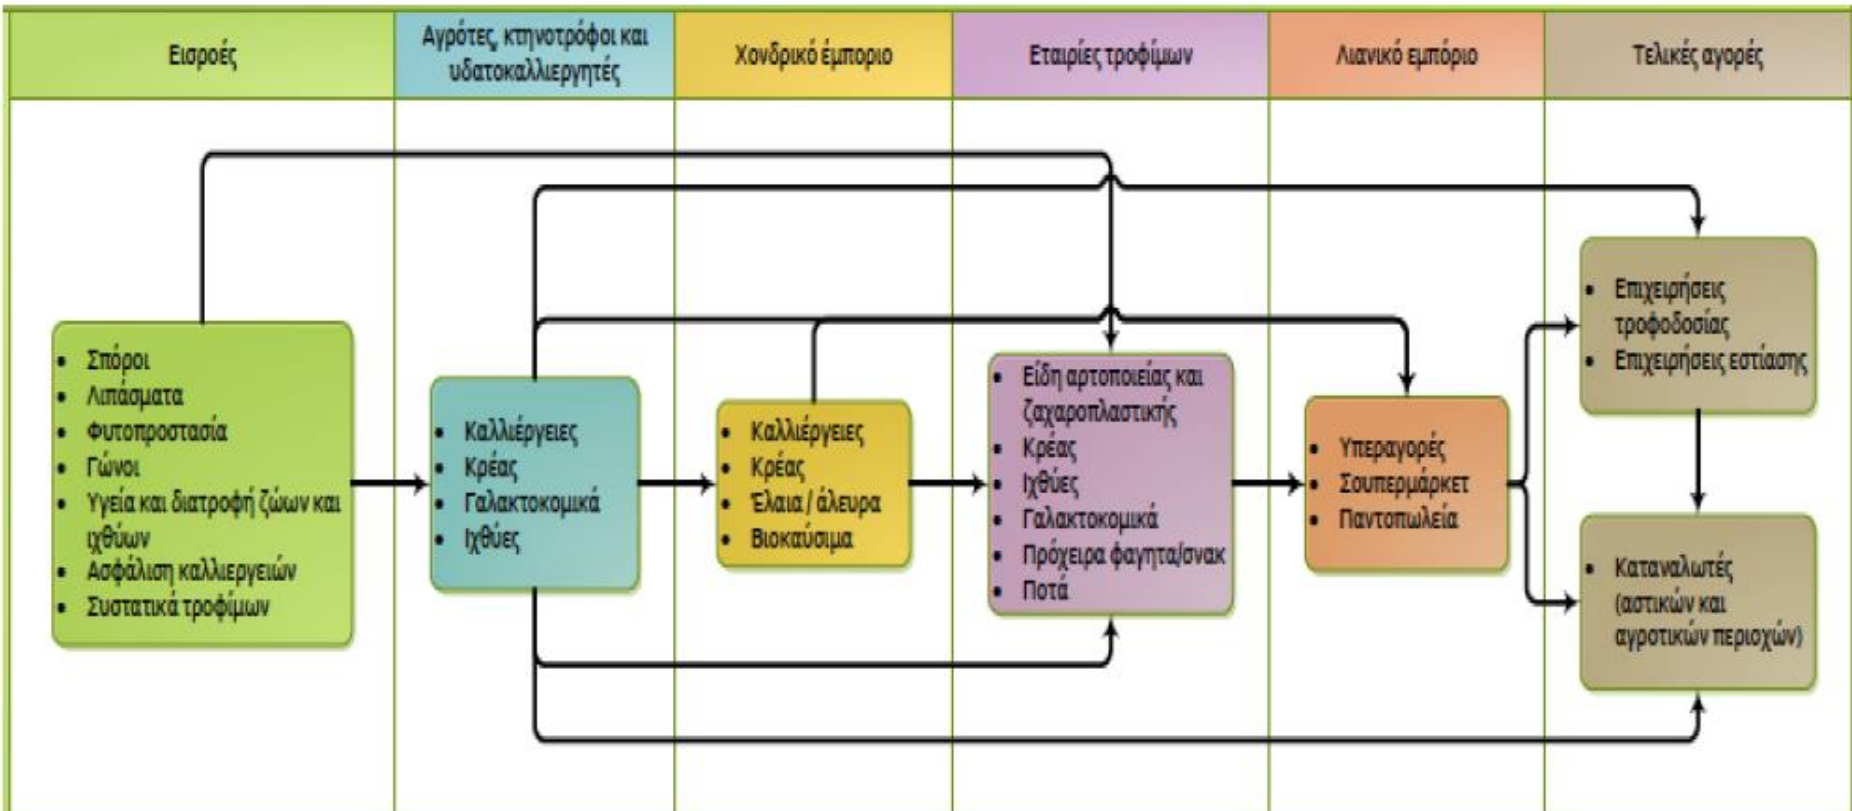 Εισροές
Αγρότες, κτηνοτρόφοι και
υδατοκαλλιεργητές
Χονδρικό έμποριο
Εταιρίες τροφίμων
Λιανικό εμπόριο
Τελικές αγορές
• Σπόροι
• Λιπάσματα
• Φυτοπροστασία
• Γώνοι
• Υγεία και διατροφή ζώων και
ιχθύων
• Ασφάλιση καλλιεργειών
• Συστατικά τροφίμων
• Καλλιέργειες
• Κρέας
• Γαλακτοκομικά
• Ιχθύες
• Καλλιέργειες
• Κρέας
• Έλαια / άλευρα
• Βιοκαύσιμα
• Είδη αρτοποιείας και
ζαχαροπλαστικής
• Κρέας
• Ιχθύες
• Γαλακτοκομικά
• Πρόχειρα φαγητα/σνακ
• Ποτά
• Υπεραγορές
• Σουπερμάρκετ
• Παντοπωλεία
• Επιχειρήσεις
τροφοδοσίας
• Επιχειρήσεις εστίασης
• Καταναλωτές
(αστικών και
αγροτικών περιοχών)